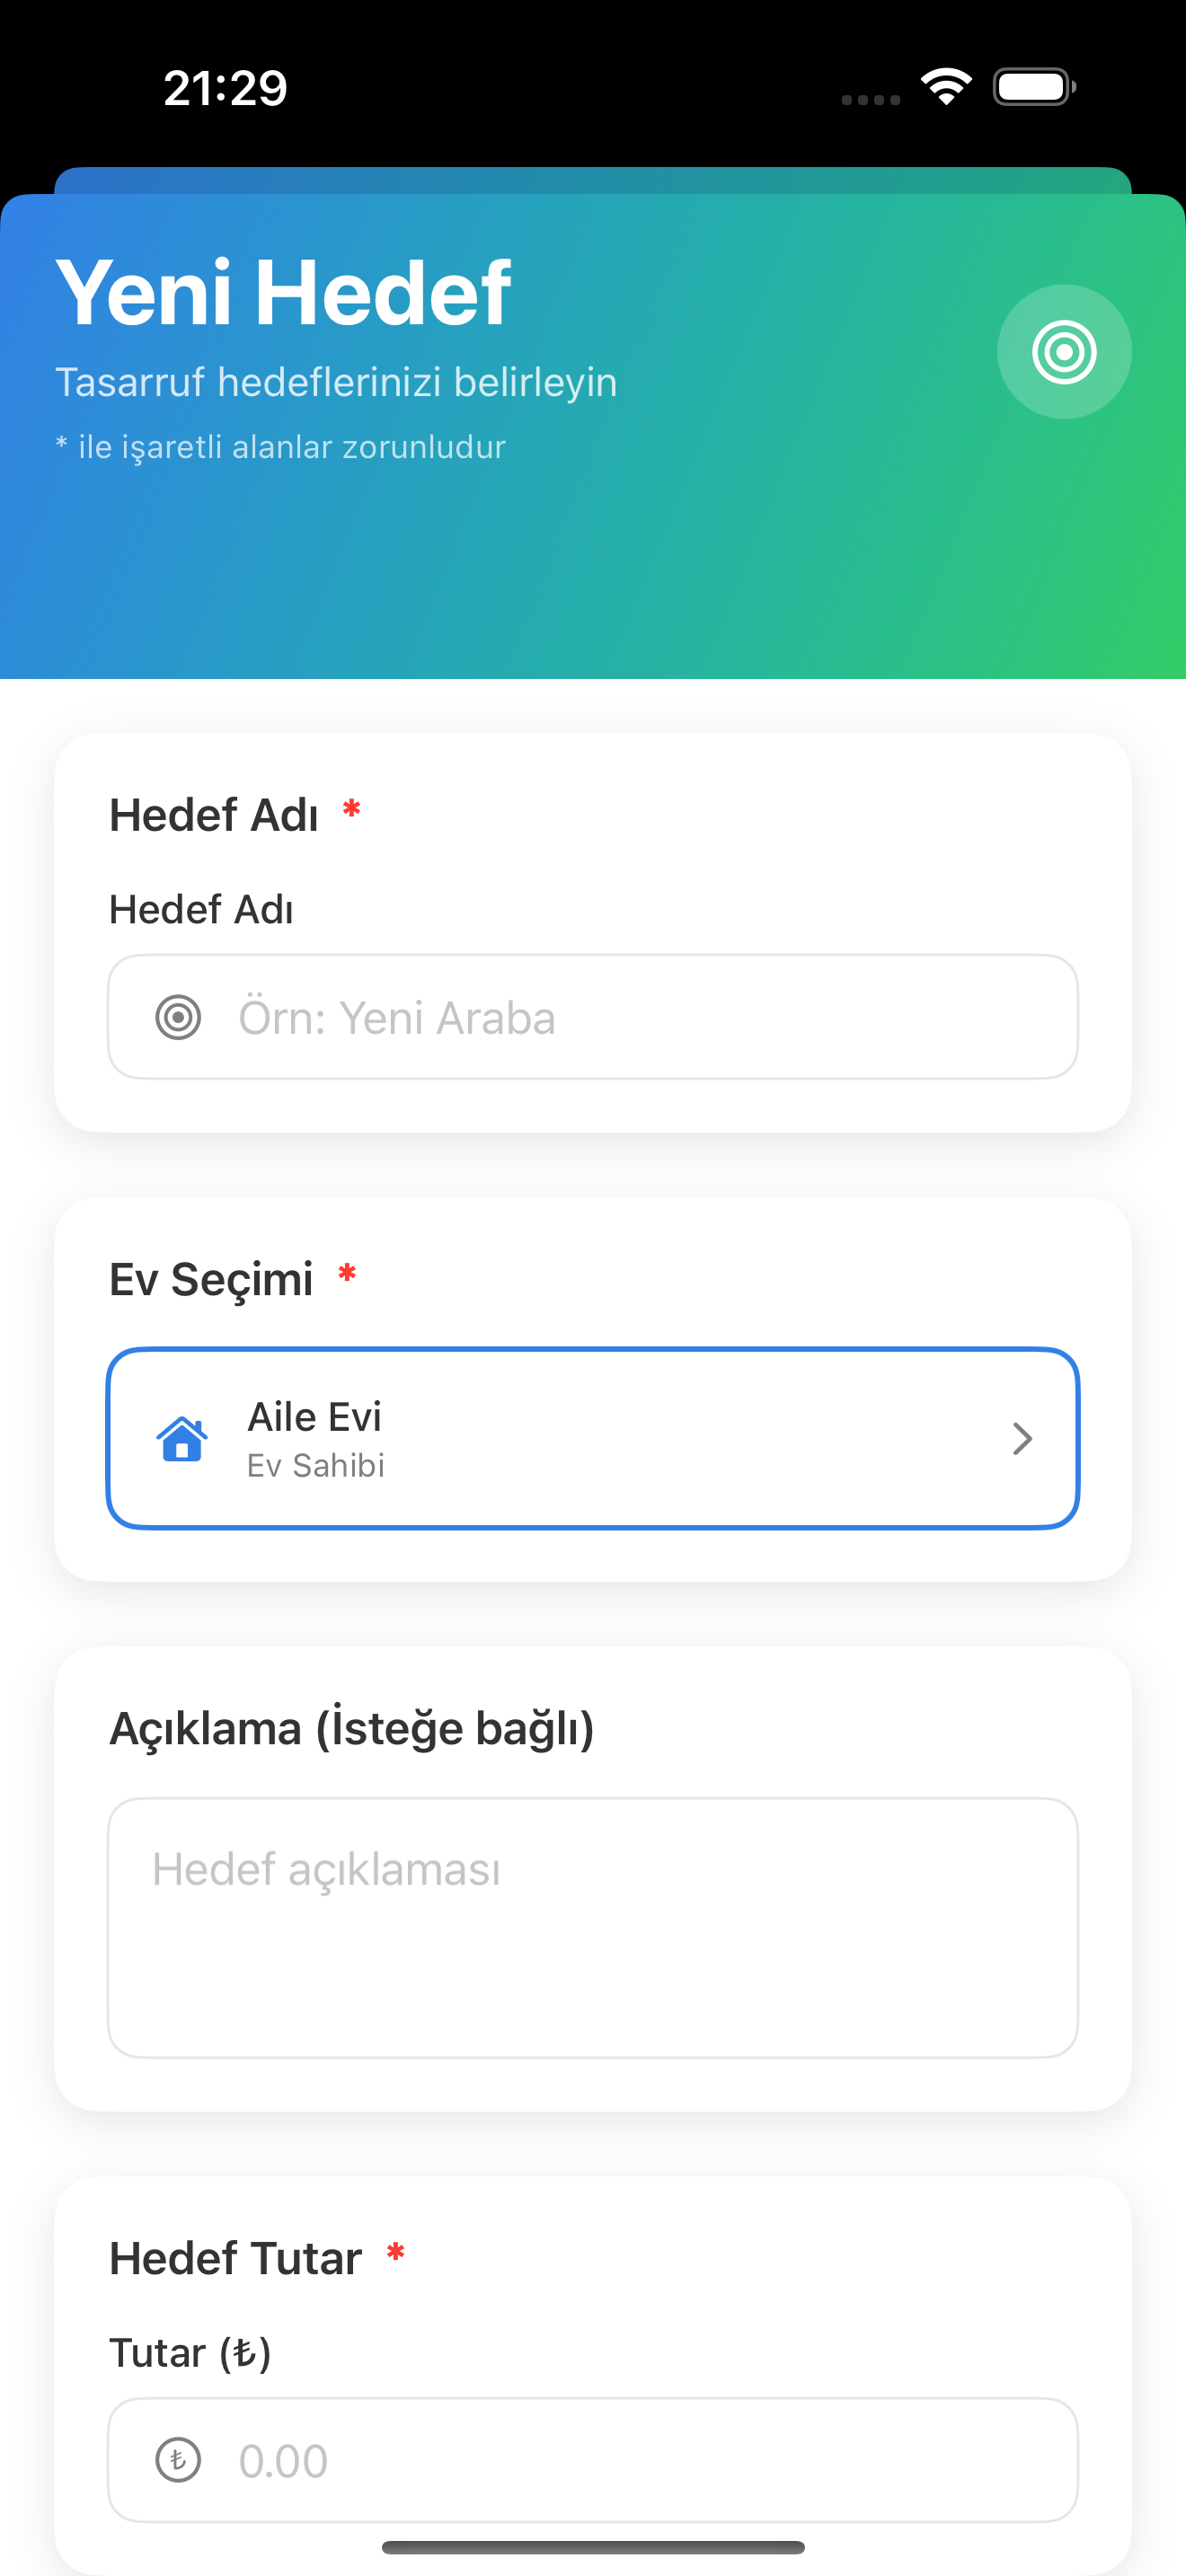 21:29
Yeni Hedef
Tasarruf hedeflerinizi belirleyin
* ile işaretli alanlar zorunludur
Hedef Adı *
Hedef Adı
Örn: Yeni Araba
Ev Seçimi *
Aile Evi
Ev Sahibi
Açıklama (İsteğe bağlı)
Hedef açıklaması
Hedef Tutar *
Tutar (₺)
₺ 0.00